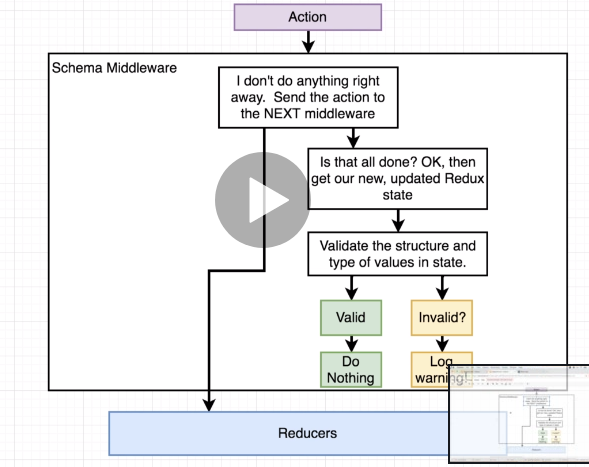 Action
Schema Middleware
I don't do anything right
away.  Send the action to
the NEXT middleware
Is that all done? OK, then
get our new, updated Redux
state
Validate the structure and
type of values in state.
Valid
Invalid?
Do
Nothing
Log
warning!
Reducers